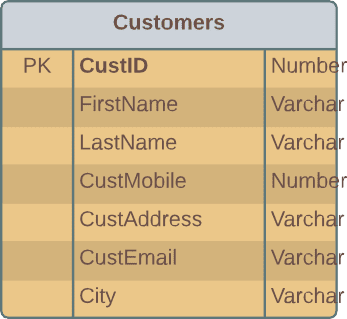 Customers
PK CustID Number
FirstName Varchar
LastName Varchar
CustMobile Number
CustAddress Varchar
CustEmail Varchar
City Varchar